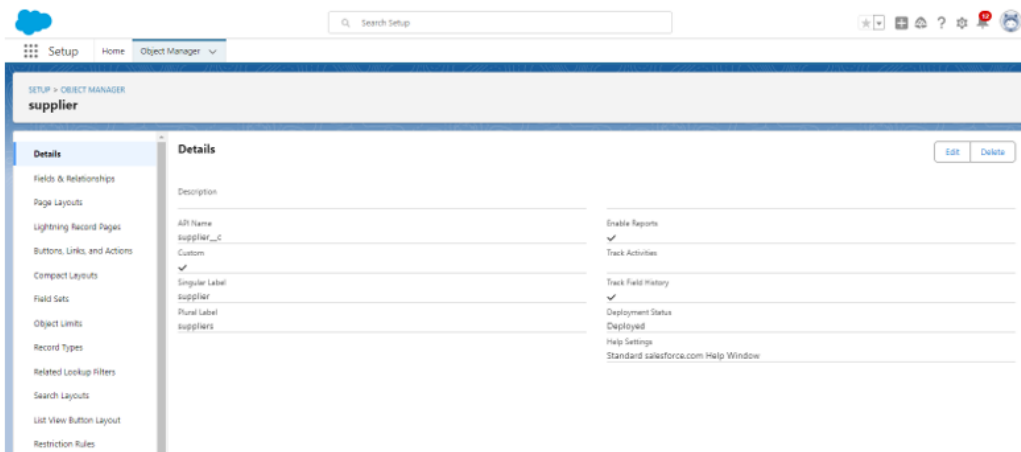 Search Setup
12
Setup
Home
Object Manager
SETUP > OBJECT MANAGER
supplier
Details
Fields & Relationships
Page Layouts
Lightning Record Pages
Buttons, Links, and Actions
Compact Layouts
Field Sets
Object Limits
Record Types
Related Lookup Filters
Search Layouts
List View Button Layout
Restriction Rules
Details
Edit
Delete
Description
API Name
supplier__c
Custom
Singular Label
supplier
Plural Label
suppliers
Enable Reports
Track Activities
Track Field History
Deployment Status
Deployed
Help Settings
Standard salesforce.com Help Window